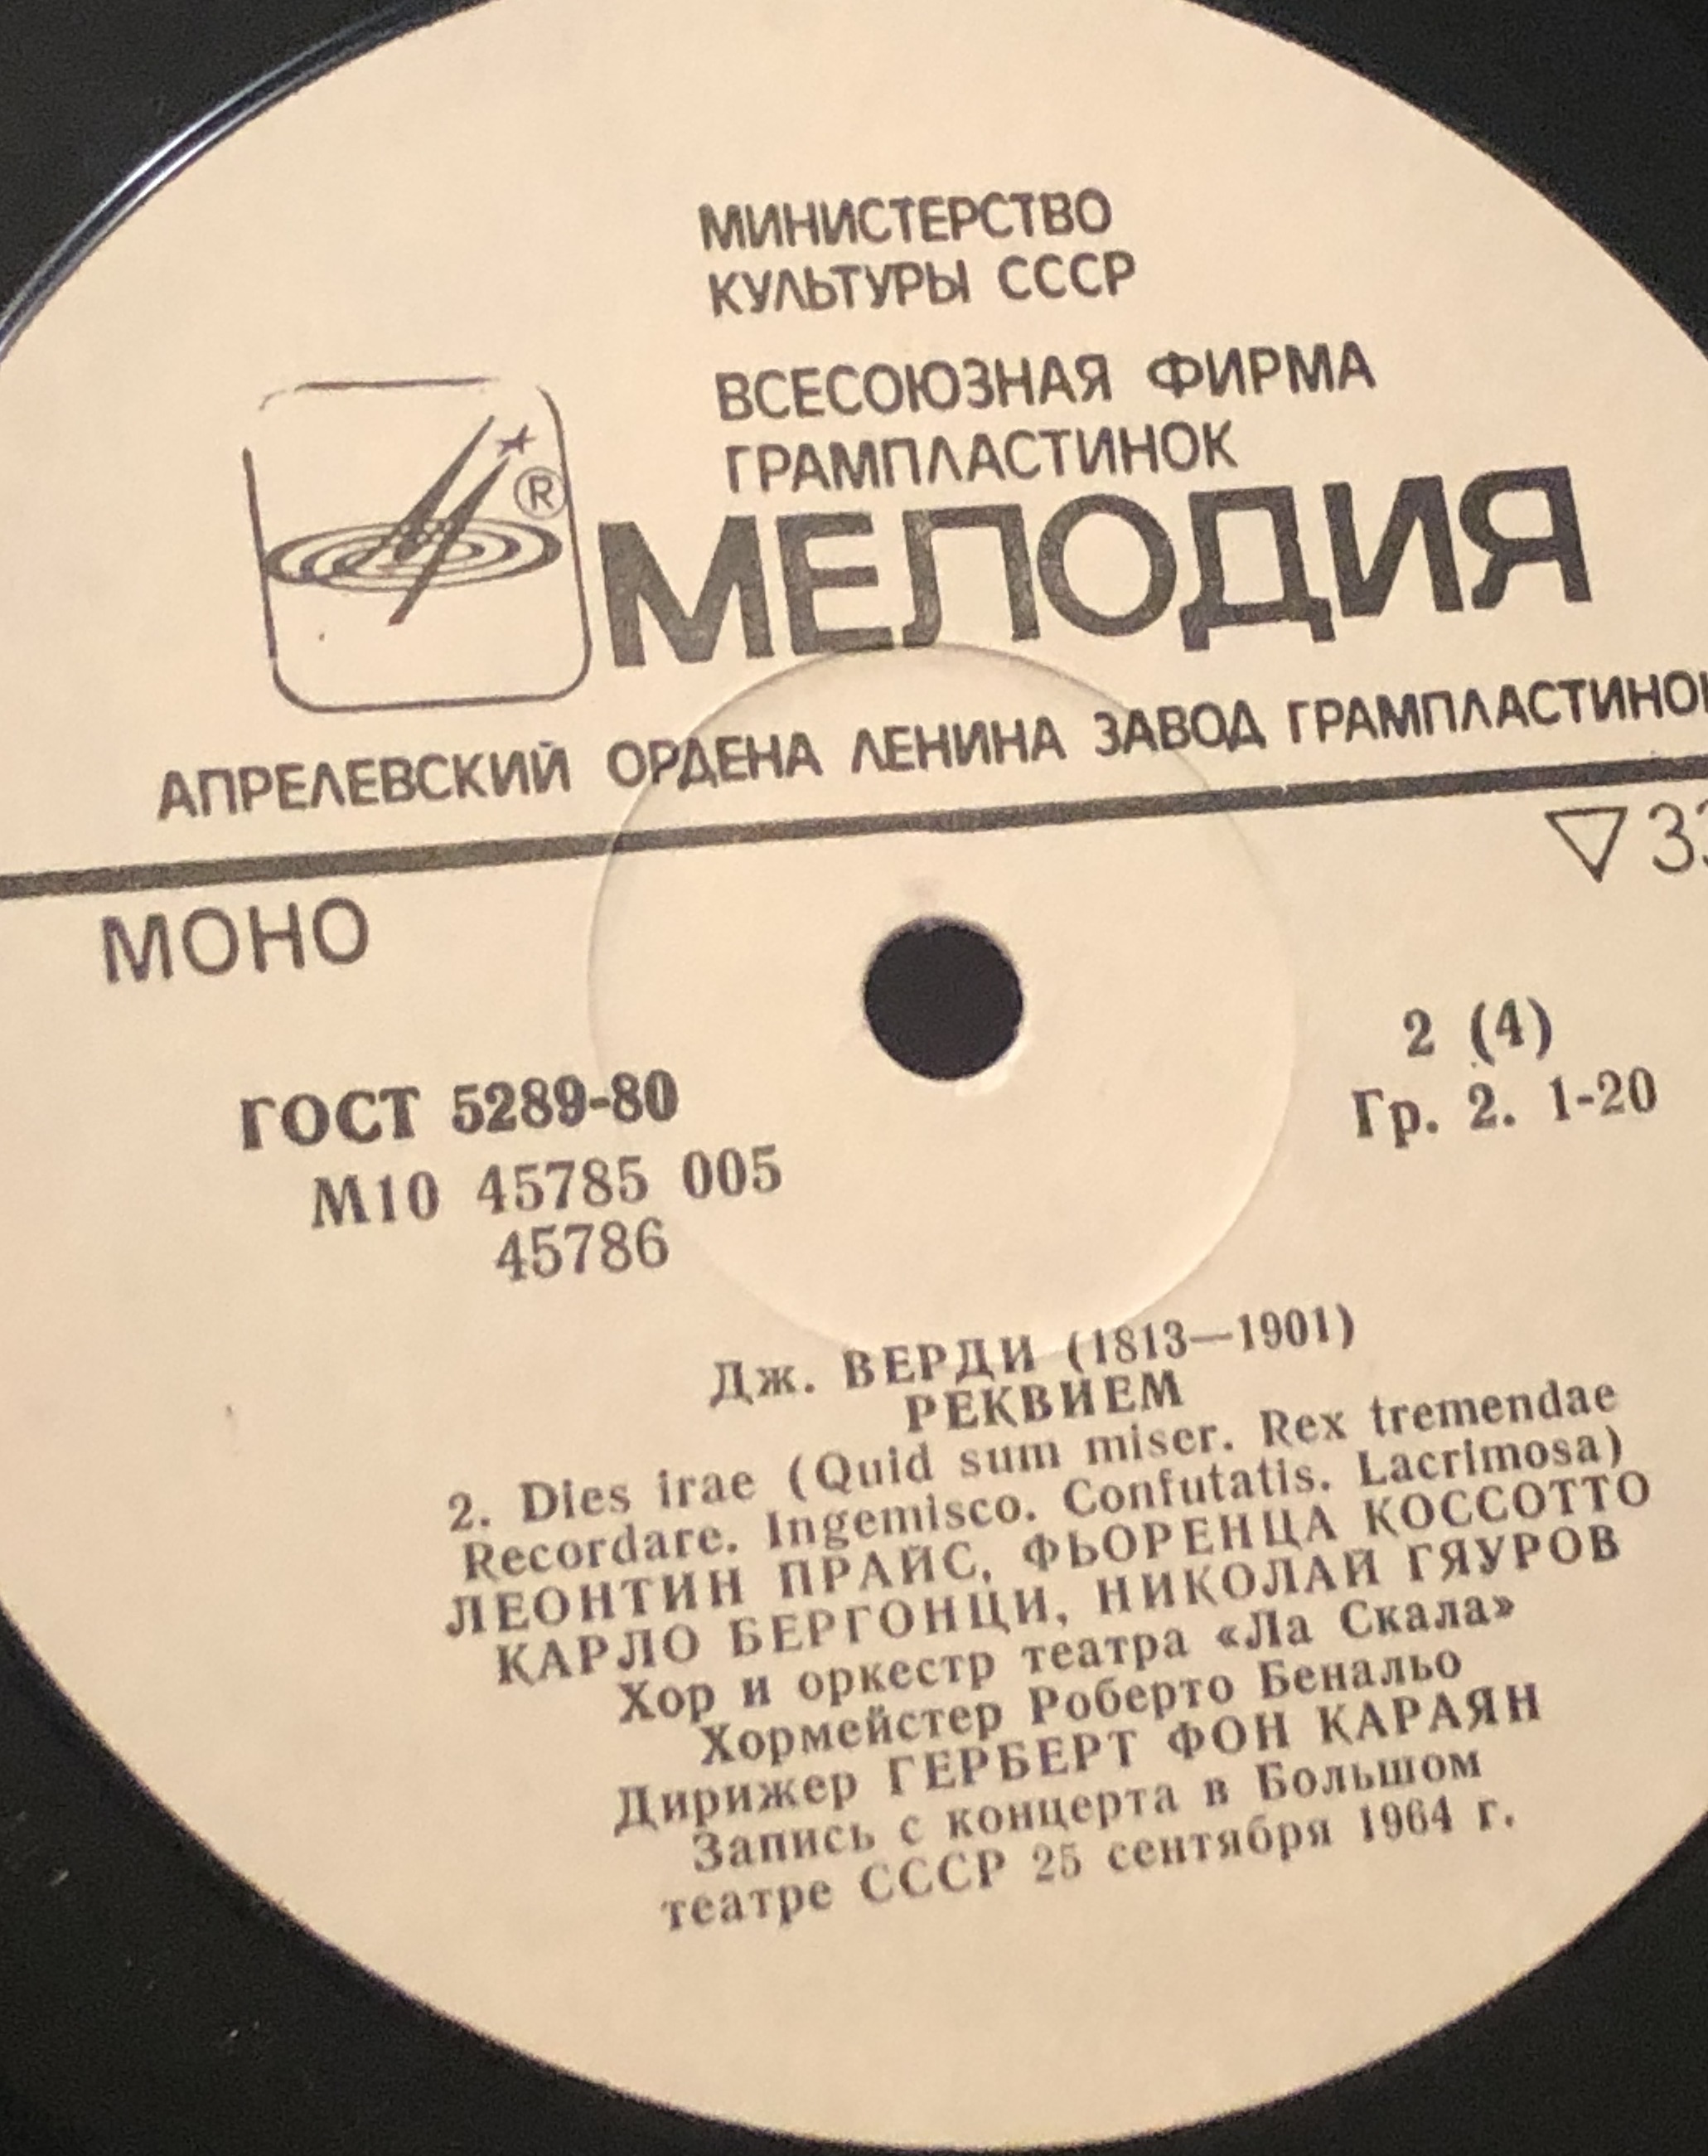 МИНИСТЕРСТВО
КУЛЬТУРЫ СССР
ВСЕСОЮЗНАЯ ФИРМА
ГРАМПЛАСТИНОК
®
МЕЛОДИЯ
АПРЕЛЕВСКИЙ ОРДЕНА ЛЕНИНА ЗАВОД ГРАМПЛАСТИНОК
МОНО
▽33
ГОСТ 5289-80
М10 45785 005
45786
2 (4)
Гр. 2. 1-20
Дж. ВЕРДИ (1813—1901)
РЕКВИЕМ
2. Dies irae (Quid sum miser. Rex tremendae
Recordare. Ingemisco. Confutatis. Lacrimosa)
ЛЕОНТИН ПРАЙС, ФЬОРЕНЦА КОССОТТО
КАРЛО БЕРГОНЦИ, НИКОЛАЙ ГЯУРОВ
Хор и оркестр театра «Ла Скала»
Хормейстер Роберто Бенальо
Дирижер ГЕРБЕРТ ФОН КАРАЯН
Запись с концерта в Большом
театре СССР 25 сентября 1964 г.